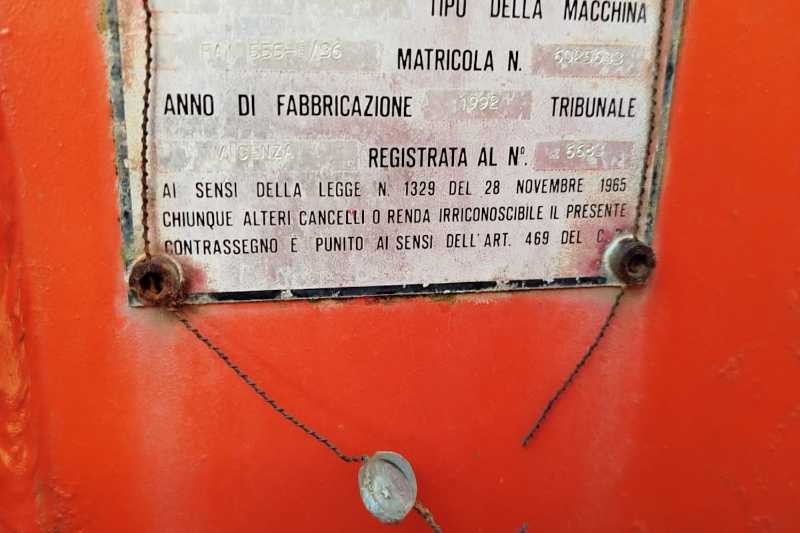 TIPO DELLA MACCHINA
MATRICOLA N.
ANNO DI FABBRICAZIONE 1992 TRIBUNALE
VICENZA REGISTRATA AL Nº.
AI SENSI DELLA LEGGE N. 1329 DEL 28 NOVEMBRE 1965
CHIUNQUE ALTERI CANCELLI O RENDA IRRICONOSCIBILE IL PRESENTE
CONTRASSEGNO È PUNITO AI SENSI DELL'ART. 469 DEL C.